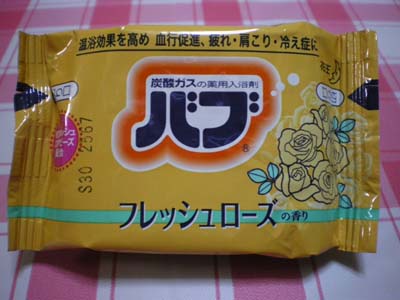 温浴効果を高め 血行促進、疲れ・肩こり・冷え症に
炭酸ガスの薬用入浴剤
バブ
®
S30 2567
フレッシュローズの香り